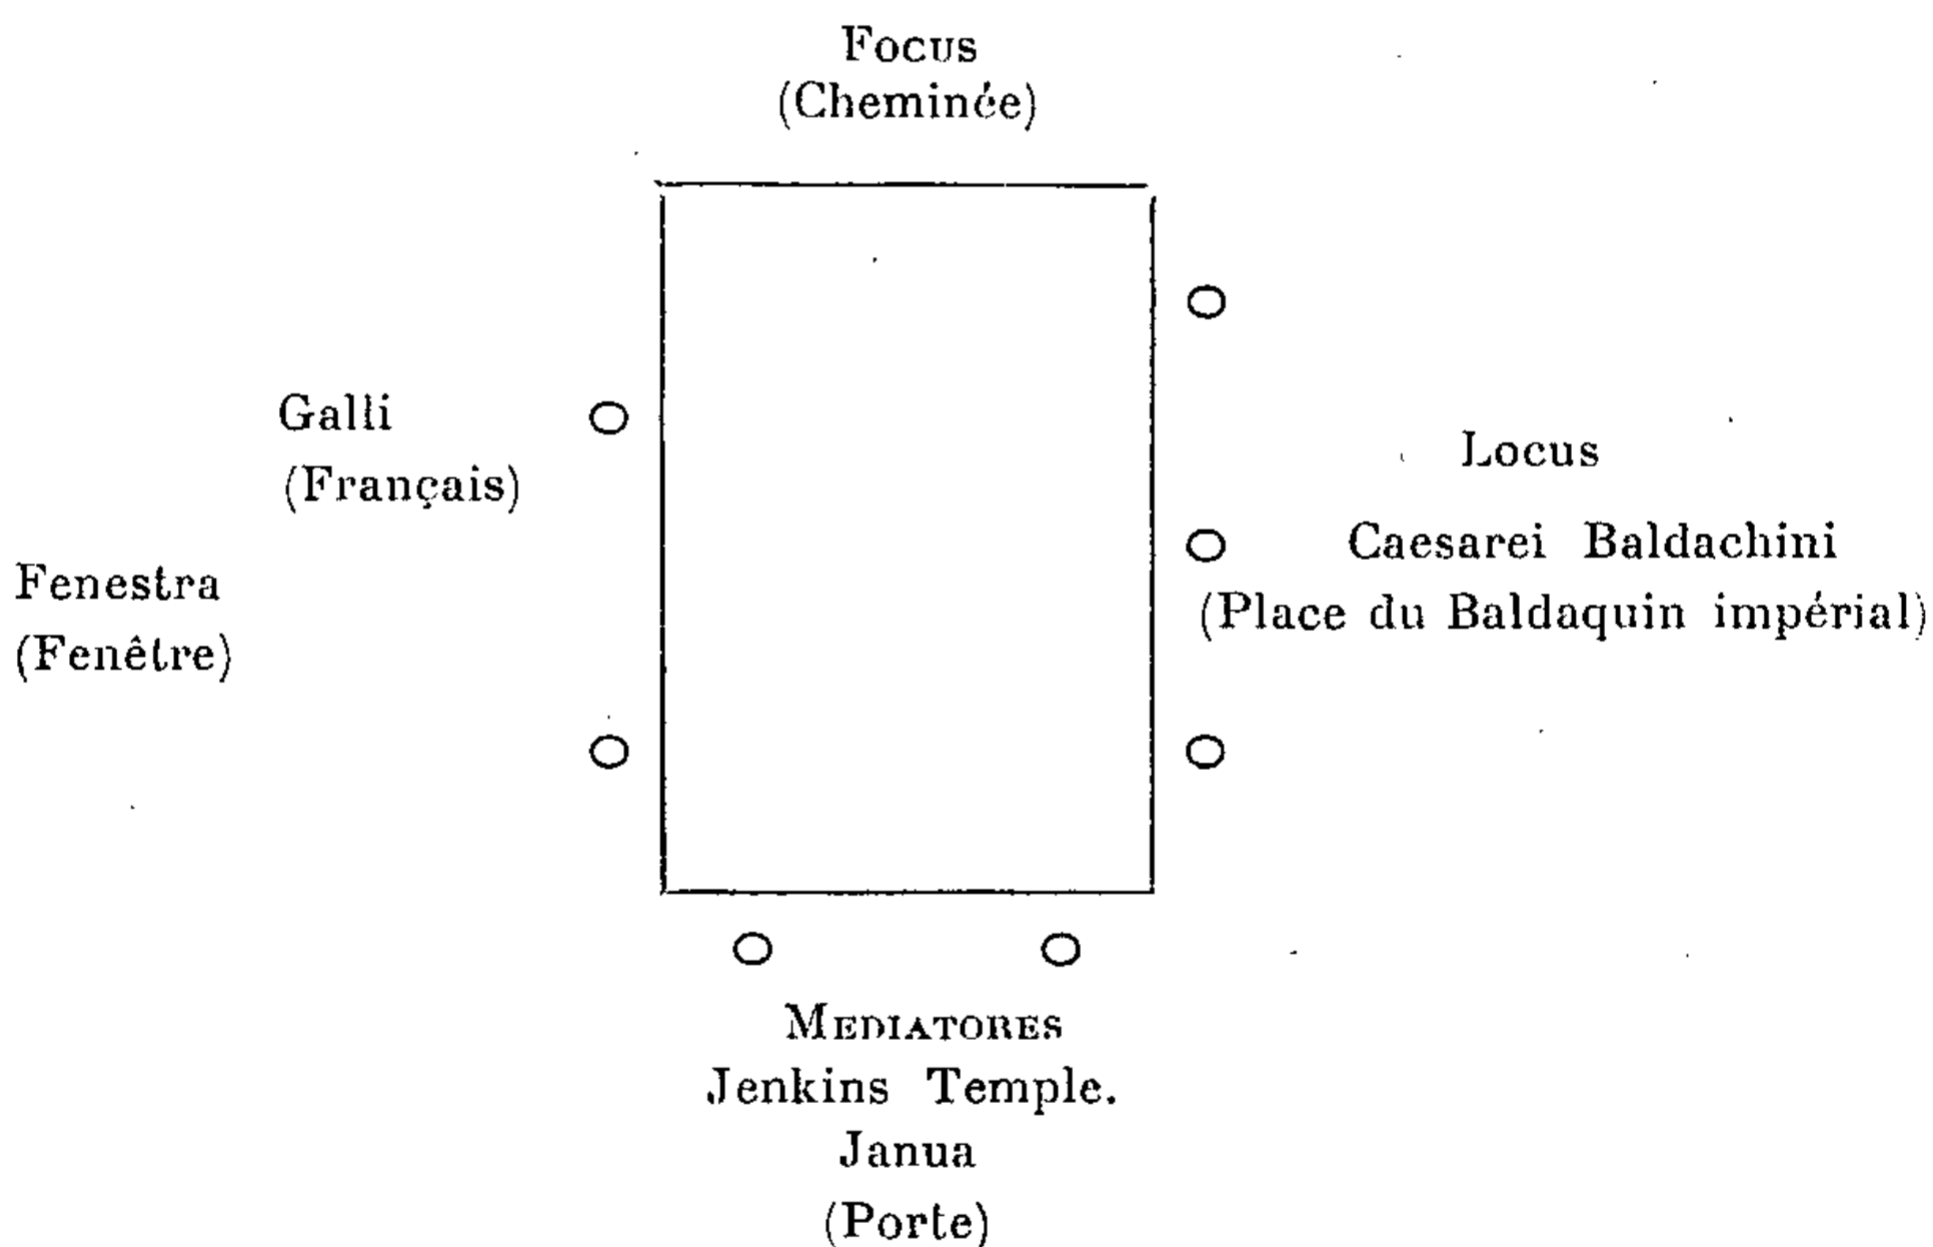 Focus
(Cheminée)
Galli
(Français)
Locus
Caesarei Baldachini
(Place du Baldaquin impérial)
Fenestra
(Fenêtre)
Mediatores
Jenkins Temple.
Janua
(Porte)